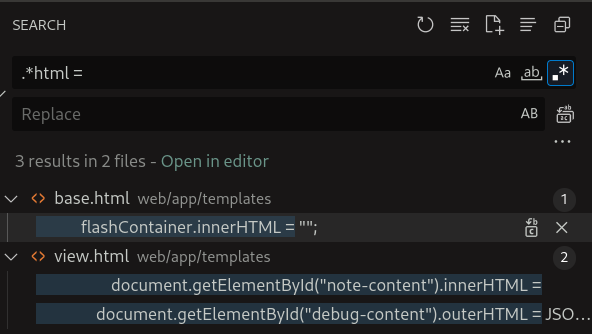 SEARCH
.*html =
Aa
ab
.*
Replace
AB
3 results in 2 files - Open in editor
base.html web/app/templates 1
flashContainer.innerHTML = "";
view.html web/app/templates 2
document.getElementById("note-content").innerHTML =
document.getElementById("debug-content").outerHTML = JSO...